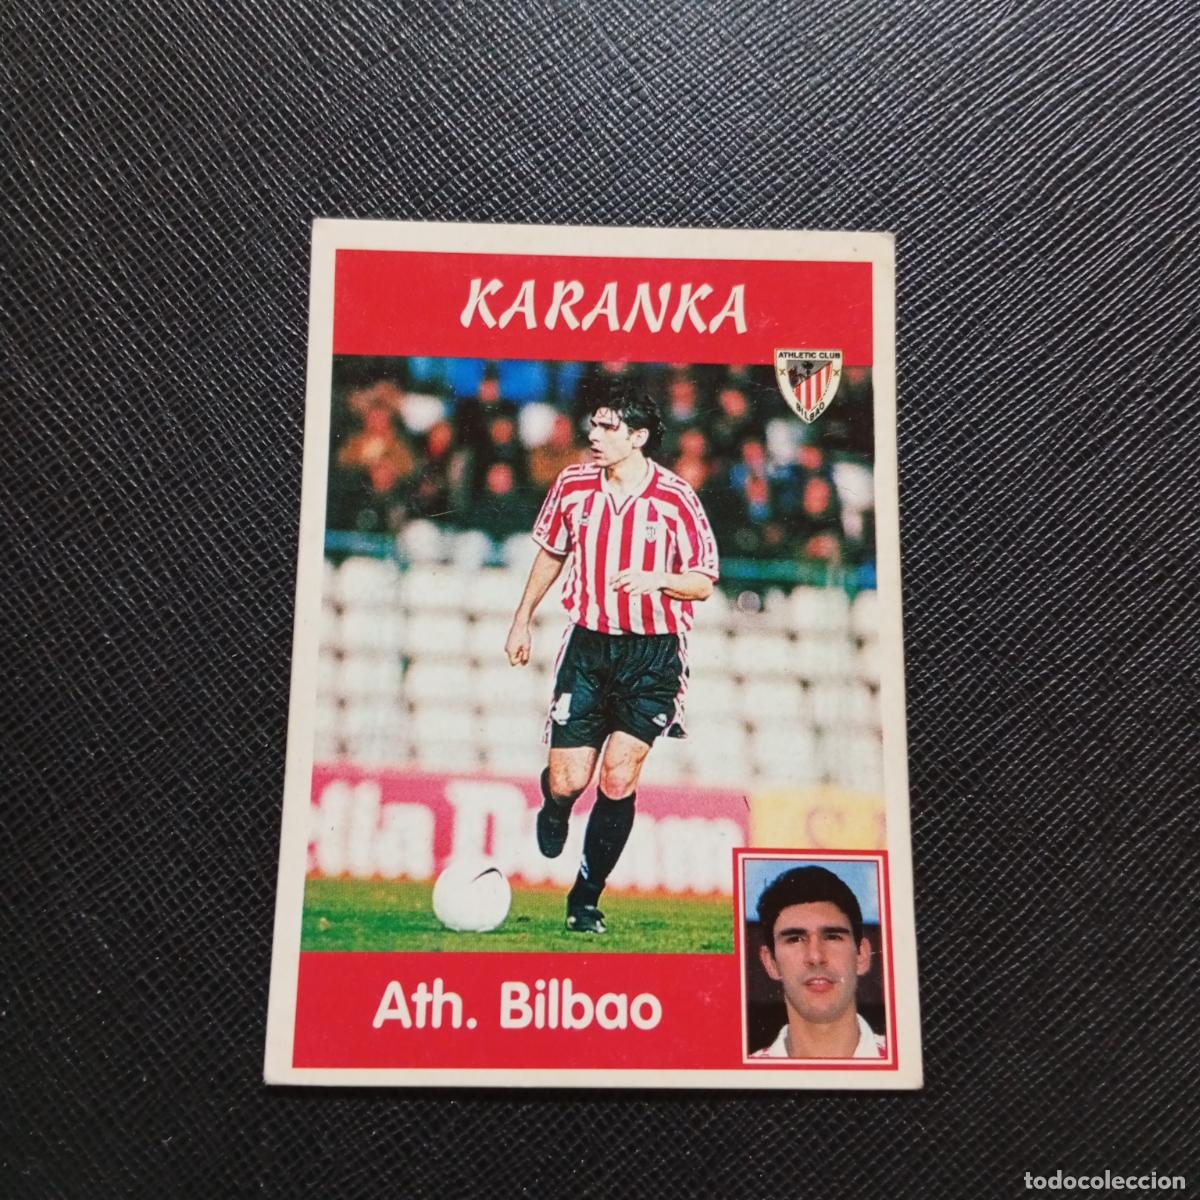 KARANKA
ATHLETIC CLUB
BILBAO
Ath. Bilbao
todocoleccion